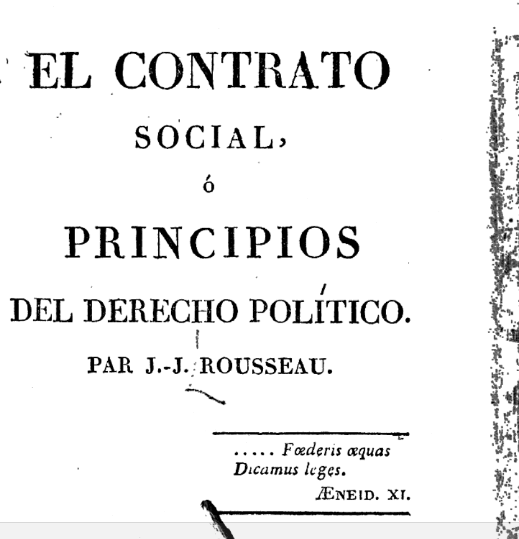 EL CONTRATO
SOCIAL,
ó
PRINCIPIOS
DEL DERECHO POLÍTICO.
PAR J.-J. ROUSSEAU.
..... Fœderis æquas
Dicamus leges.
ÆNEID. XI.